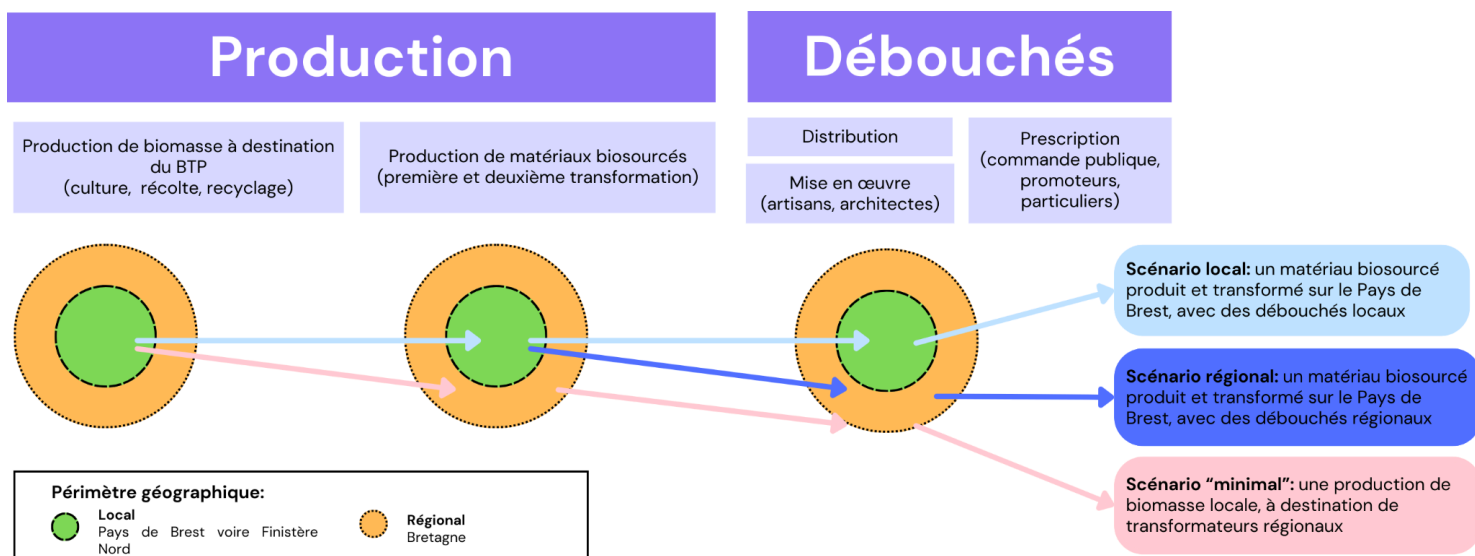 Production
Débouchés
Production de biomasse à destination
du BTP
(culture, récolte, recyclage)
Production de matériaux biosourcés
(première et deuxième transformation)
Distribution
Mise en œuvre
(artisans, architectes)
Prescription
(commande publique,
promoteurs,
particuliers)
Scénario local: un matériau biosourcé
produit et transformé sur le Pays de
Brest, avec des débouchés locaux
Scénario régional: un matériau biosourcé
produit et transformé sur le Pays de
Brest, avec des débouchés régionaux
Scénario “minimal”: une production de
biomasse locale, à destination de
transformateurs régionaux
Périmètre géographique:
Local
Pays de Brest voire Finistère
Nord
Régional
Bretagne